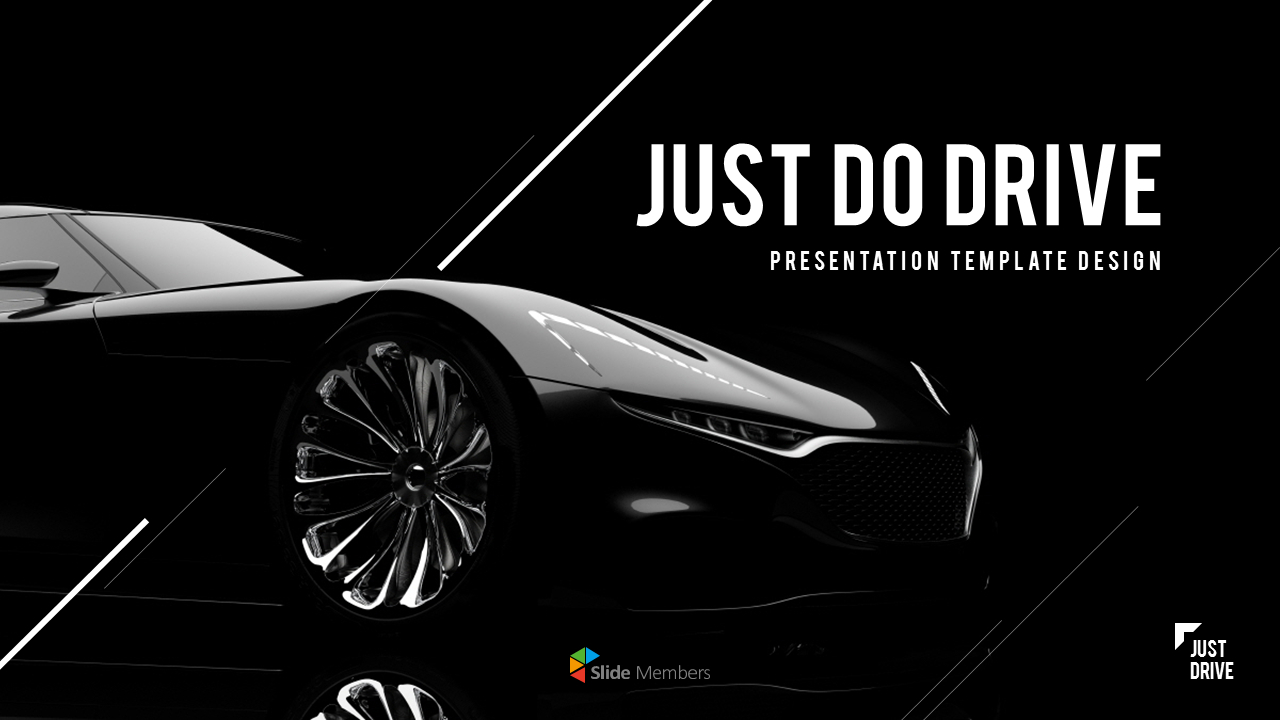 JUST DO DRIVE
PRESENTATION TEMPLATE DESIGN
Slide Members
JUST
DRIVE